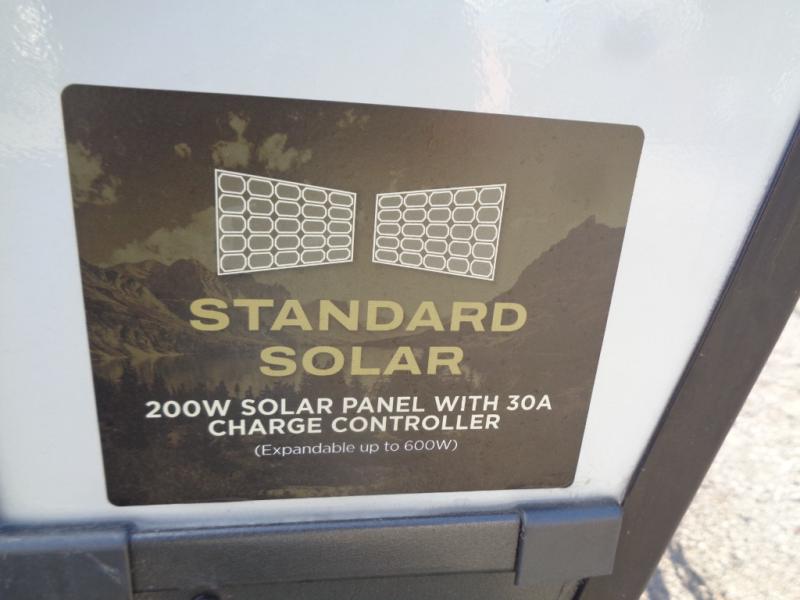 STANDARD
SOLAR
200W SOLAR PANEL WITH 30A
CHARGE CONTROLLER
(Expandable up to 600W)